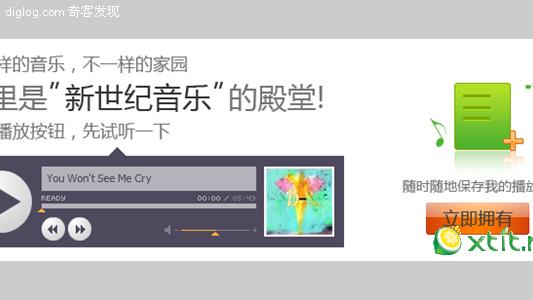 diglog.com 奇客发现
样的音乐，不一样的家园
里是"新世纪音乐"的殿堂!
播放按钮，先试听一下
You Won't See Me Cry
READY 00:00 / 05:43
随时随地保存我的播放
立即拥有
xtit.